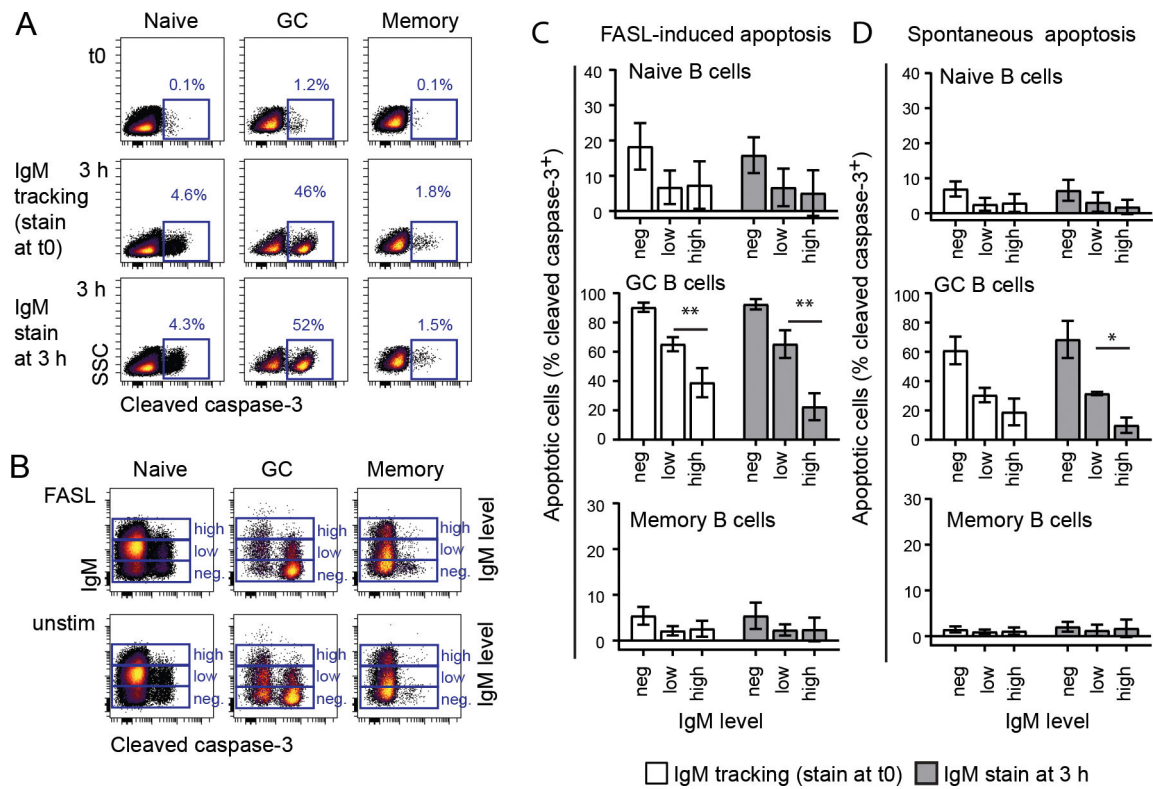 A
Naive
GC
Memory
t0
0.1%
1.2%
0.1%
IgM
tracking
(stain
at t0)
3 h
4.6%
46%
1.8%
IgM
stain
at 3 h
3 h
4.3%
52%
1.5%
SSC
Cleaved caspase-3
B
Naive
GC
Memory
FASL
IgM
high
low
neg.
high
low
neg.
high
low
neg.
IgM level
unstim
high
low
neg.
high
low
neg.
high
low
neg.
IgM level
Cleaved caspase-3
C
FASL-induced apoptosis
Apoptotic cells (% cleaved caspase-3+)
Naive B cells
40
30
20
10
0
neg
low
high
neg
low
high
GC B cells
100
80
60
40
20
0
**
**
neg
low
high
neg
low
high
Memory B cells
30
20
10
0
neg
low
high
neg
low
high
IgM level
D
Spontaneous apoptosis
Apoptotic cells (% cleaved caspase-3+)
Naive B cells
40
30
20
10
0
neg
low
high
neg
low
high
GC B cells
100
80
60
40
20
0
*
neg
low
high
neg
low
high
Memory B cells
30
20
10
0
neg
low
high
neg
low
high
IgM level
IgM tracking (stain at t0)
IgM stain at 3 h